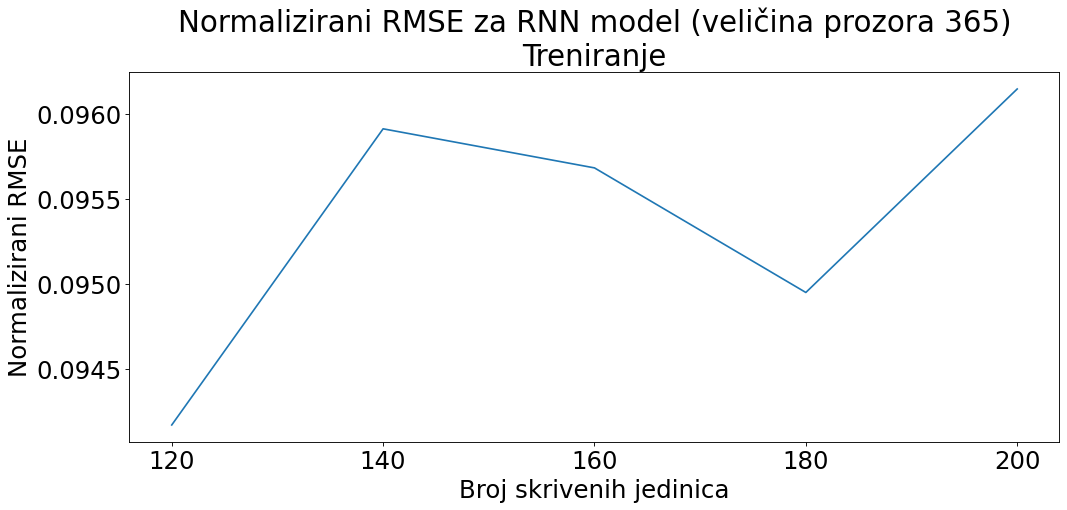 Normalizirani RMSE za RNN model (veličina prozora 365)
Treniranje
Normalizirani RMSE
0.0960
0.0955
0.0950
0.0945
120 140 160 180 200
Broj skrivenih jedinica